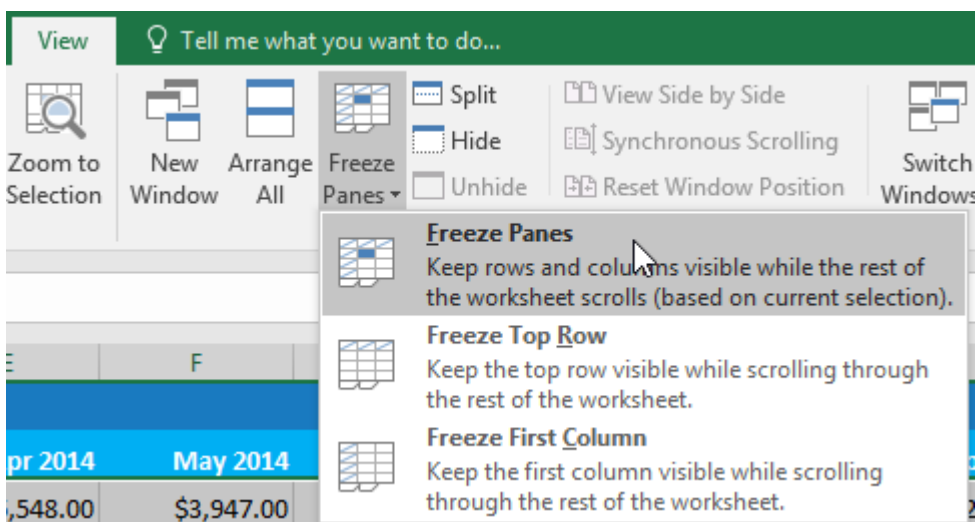 View
Tell me what you want to do...
Zoom to
Selection
New
Window
Arrange
All
Freeze
Panes
Split
Hide
Unhide
View Side by Side
Synchronous Scrolling
Reset Window Position
Switch
Windows
Freeze Panes
Keep rows and columns visible while the rest of
the worksheet scrolls (based on current selection).
Freeze Top Row
Keep the top row visible while scrolling through
the rest of the worksheet.
Freeze First Column
Keep the first column visible while scrolling
through the rest of the worksheet.
E
F
pr 2014
May 2014
,548.00
$3,947.00